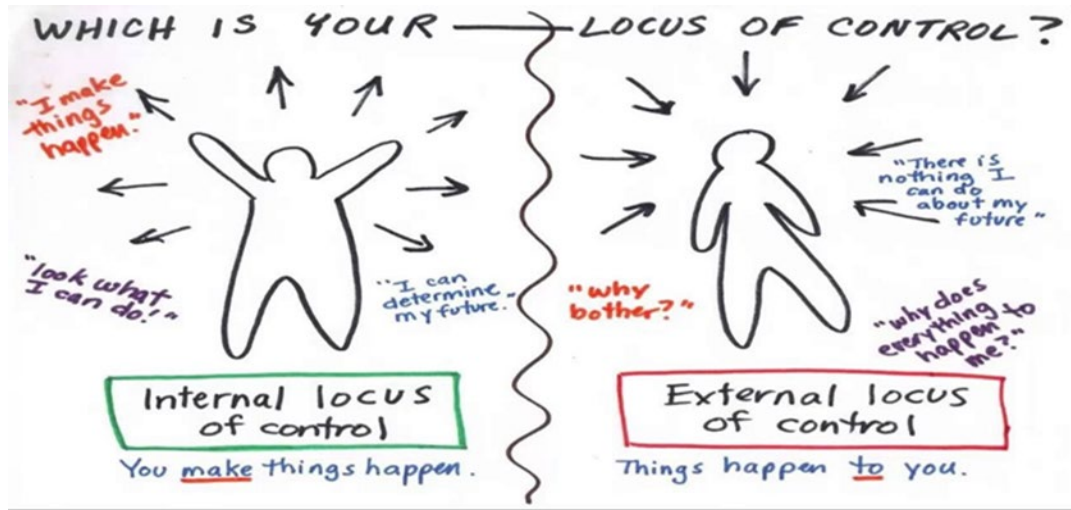 WHICH IS YOUR LOCUS OF CONTROL?
"I make
things
happen."
"look what
I can do!"
"I can
determine
my future."
Internal locus
of control
You make things happen.
"There is
nothing I
can do
about my
future"
"why
bother?"
"why does
everything
happen to
me?"
External locus
of control
Things happen to you.